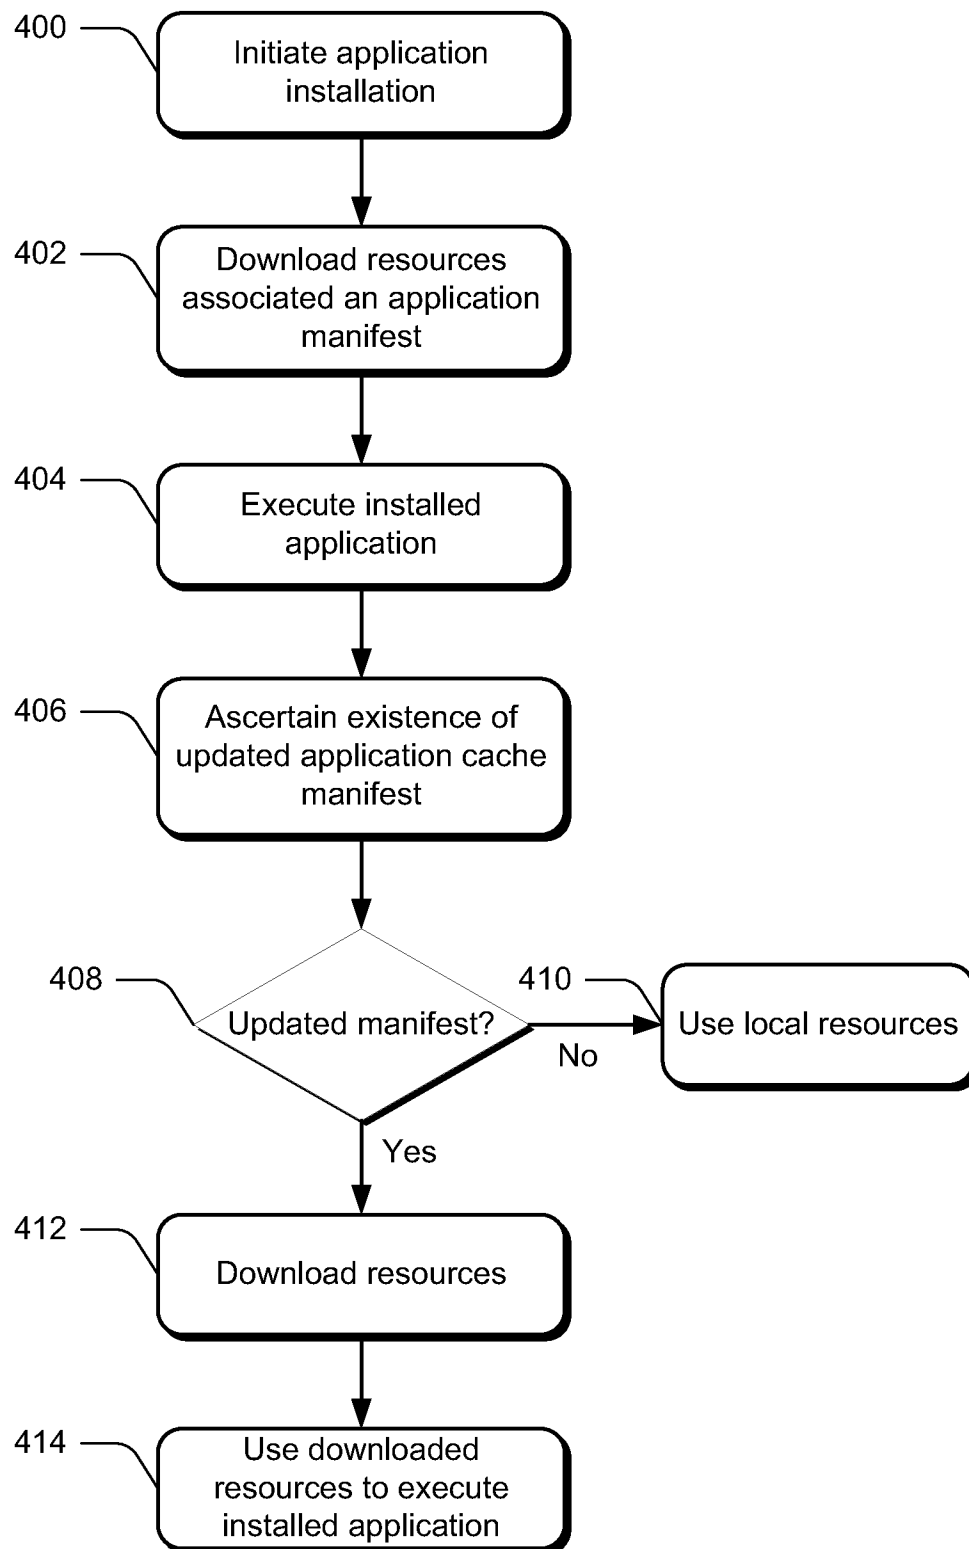 400
Initiate application
installation
402
Download resources
associated an application
manifest
404
Execute installed
application
406
Ascertain existence of
updated application cache
manifest
408
Updated manifest?
410
Use local resources
No
Yes
412
Download resources
414
Use downloaded
resources to execute
installed application